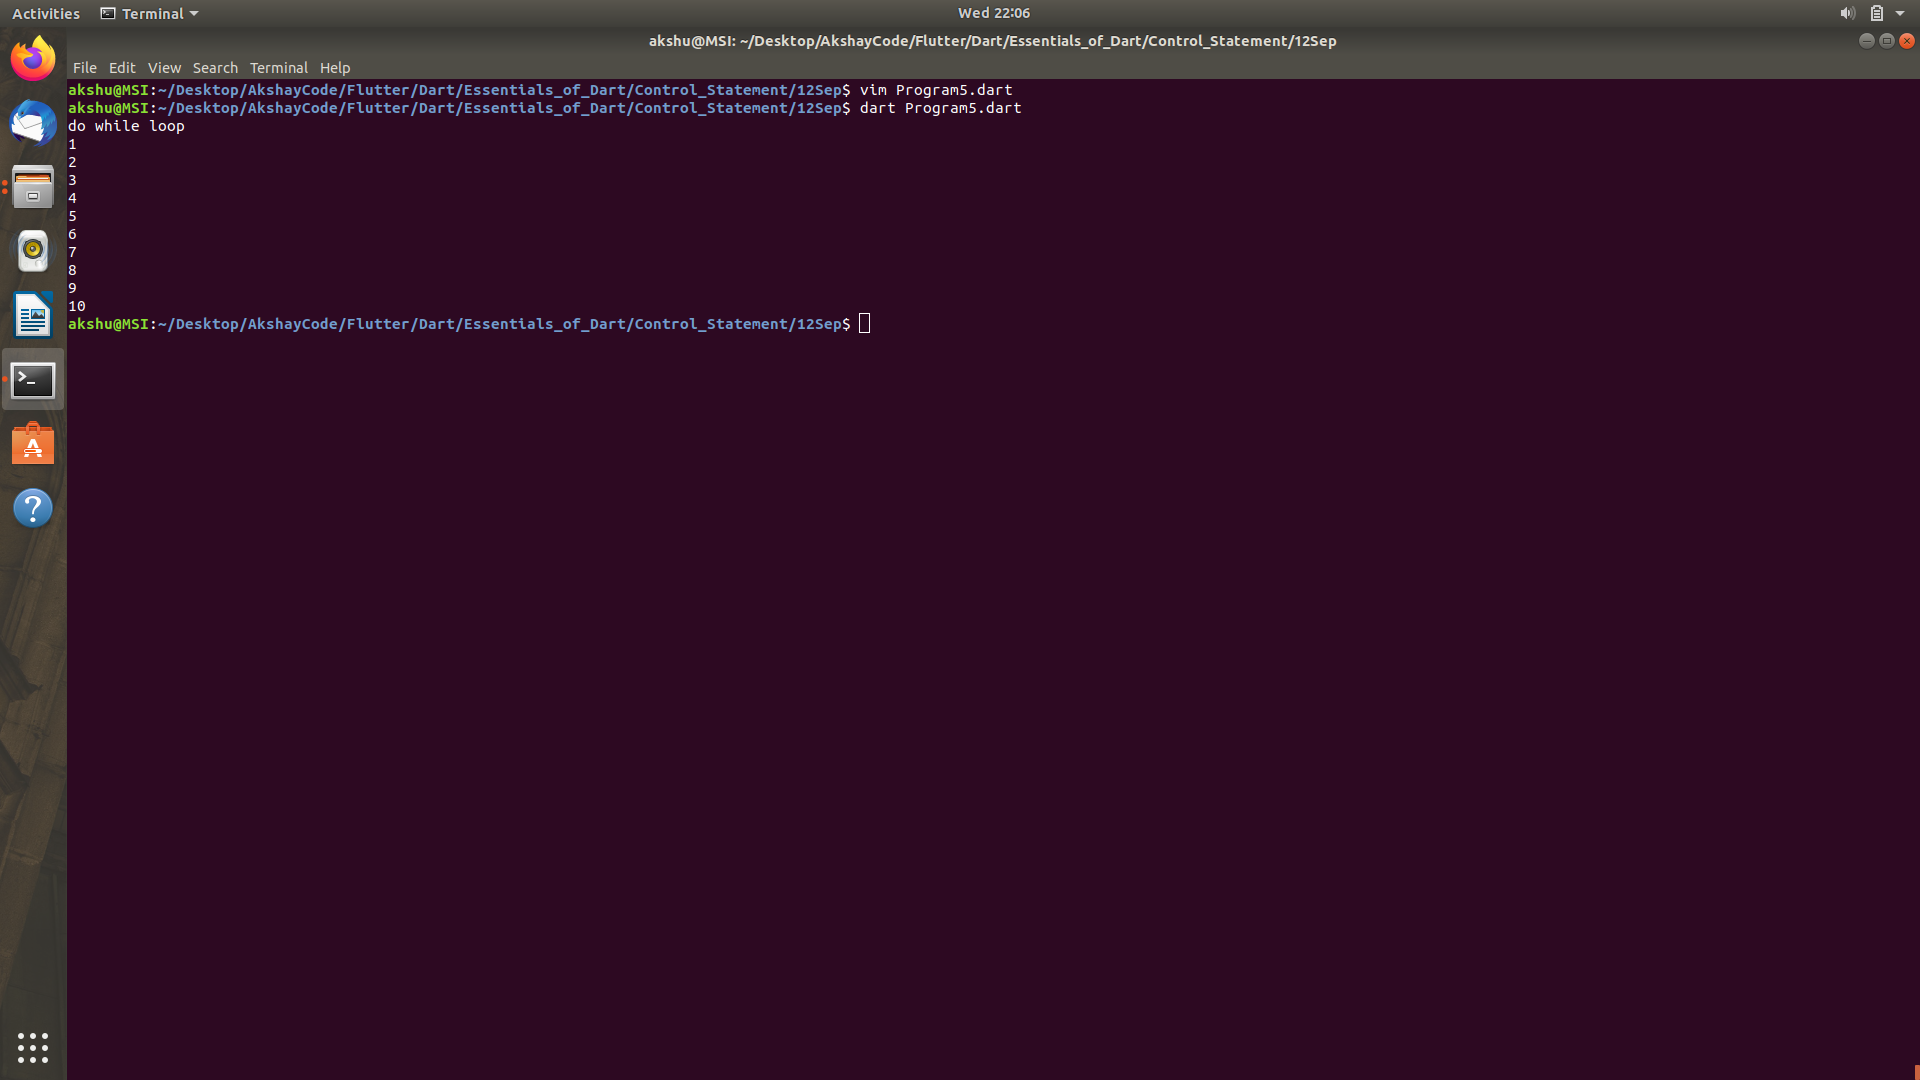 Activities Terminal Wed 22:06
akshu@MSI: ~/Desktop/AkshayCode/Flutter/Dart/Essentials_of_Dart/Control_Statement/12Sep
File Edit View Search Terminal Help
akshu@MSI:~/Desktop/AkshayCode/Flutter/Dart/Essentials_of_Dart/Control_Statement/12Sep$ vim Program5.dart
akshu@MSI:~/Desktop/AkshayCode/Flutter/Dart/Essentials_of_Dart/Control_Statement/12Sep$ dart Program5.dart
do while loop
1
2
3
4
5
6
7
8
9
10
akshu@MSI:~/Desktop/AkshayCode/Flutter/Dart/Essentials_of_Dart/Control_Statement/12Sep$